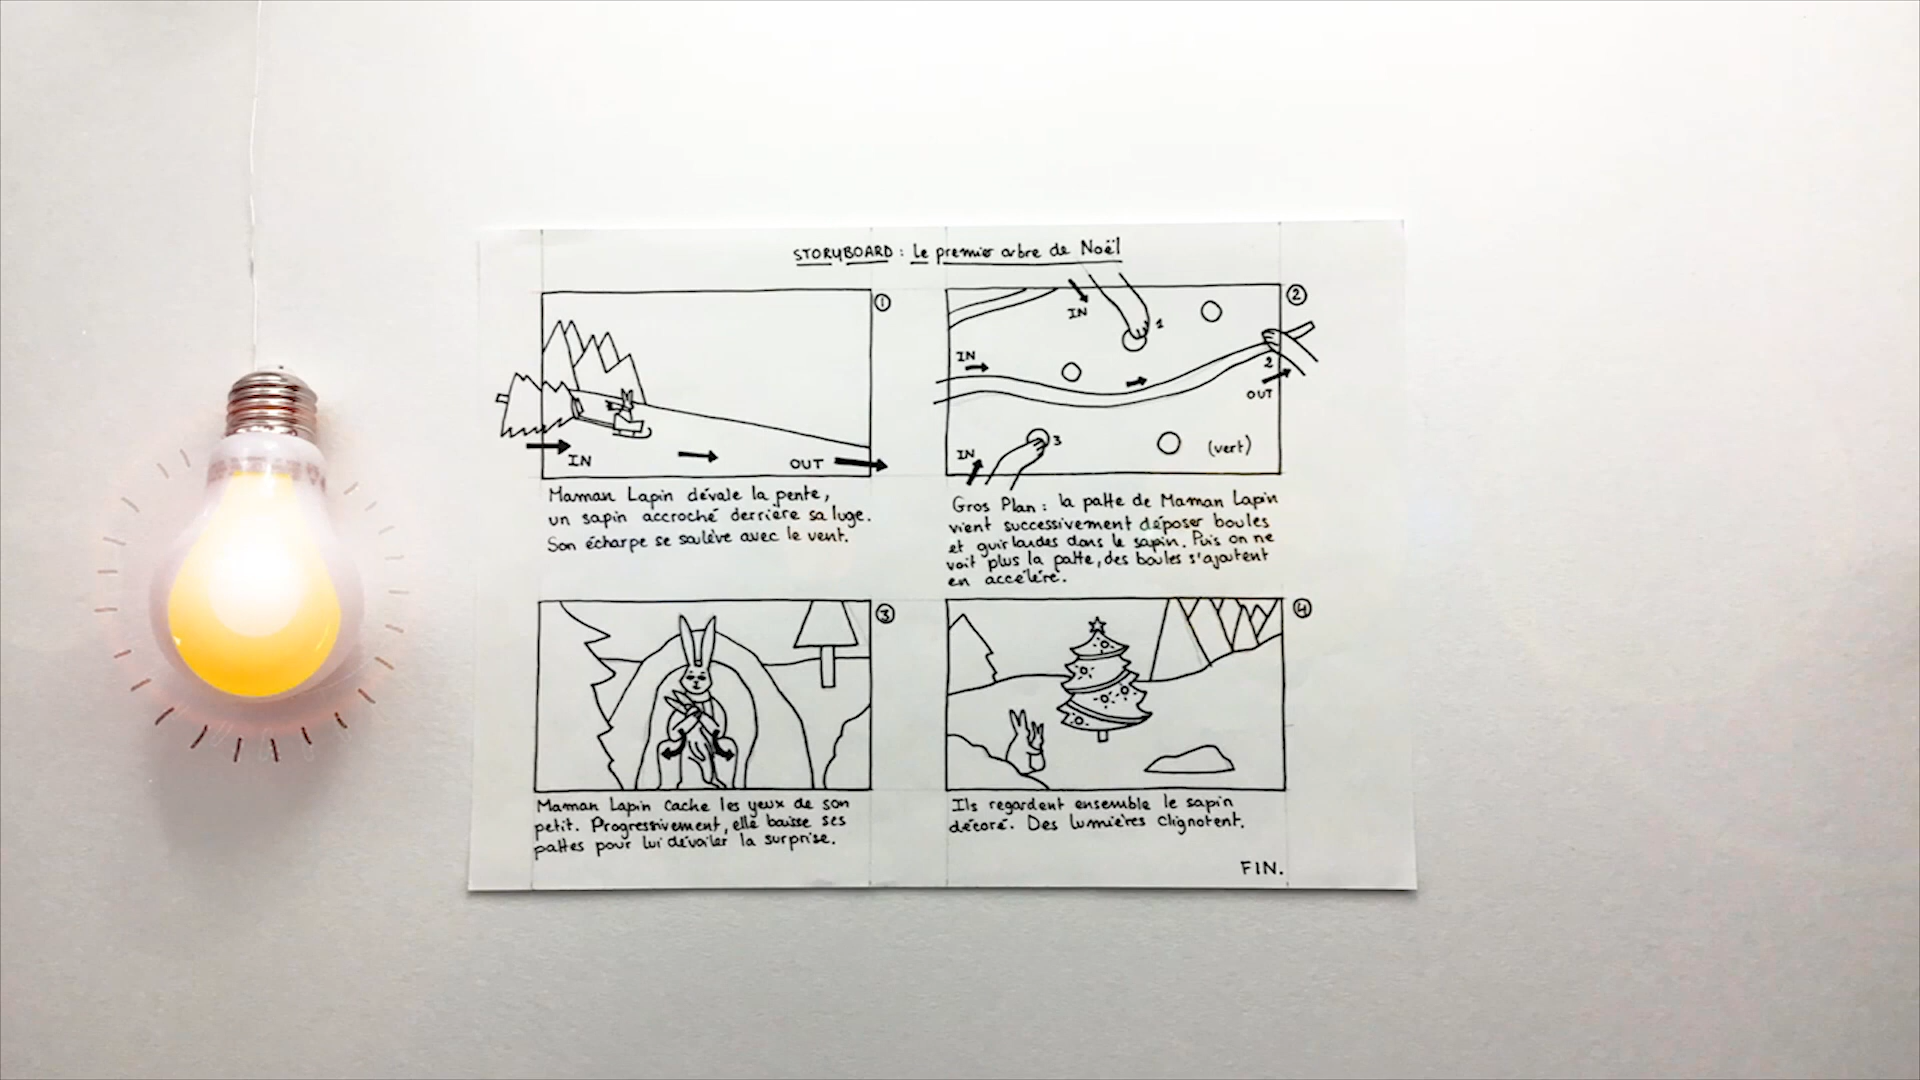 STORYBOARD : Le premier arbre de Noël
①
IN
OUT
Maman Lapin dévale la pente,
un sapin accroché derrière sa luge.
Son écharpe se soulève avec le vent.
②
IN
1
IN
2
OUT
3
IN
(vert)
Gros Plan : la patte de Maman Lapin
vient successivement déposer boules
et guirlandes dans le sapin. Puis on ne
voit plus la patte, des boules s'ajoutent
en accéléré.
③
Maman Lapin cache les yeux de son
petit. Progressivement, elle baisse ses
pattes pour lui dévoiler la surprise.
④
Ils regardent ensemble le sapin
décoré. Des lumières clignotent.
FIN.